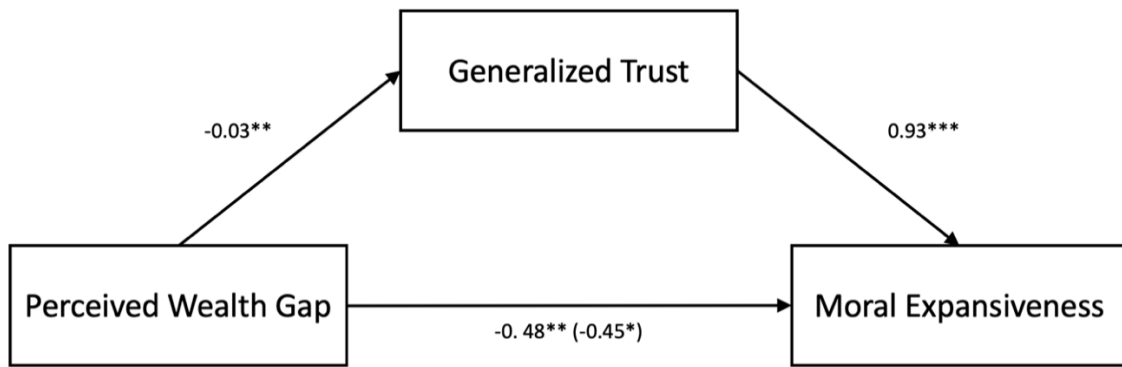 Generalized Trust
-0.03**
0.93***
Perceived Wealth Gap
Moral Expansiveness
-0. 48** (-0.45*)